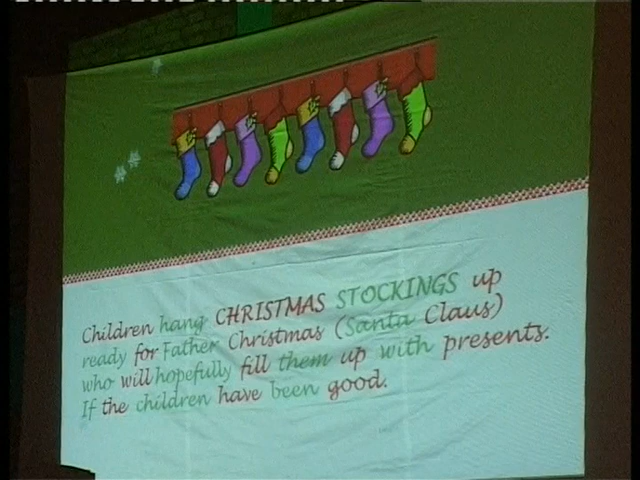 Children hang CHRISTMAS STOCKINGS up
ready for Father Christmas (Santa Claus)
who will hopefully fill them up with presents.
If the children have been good.